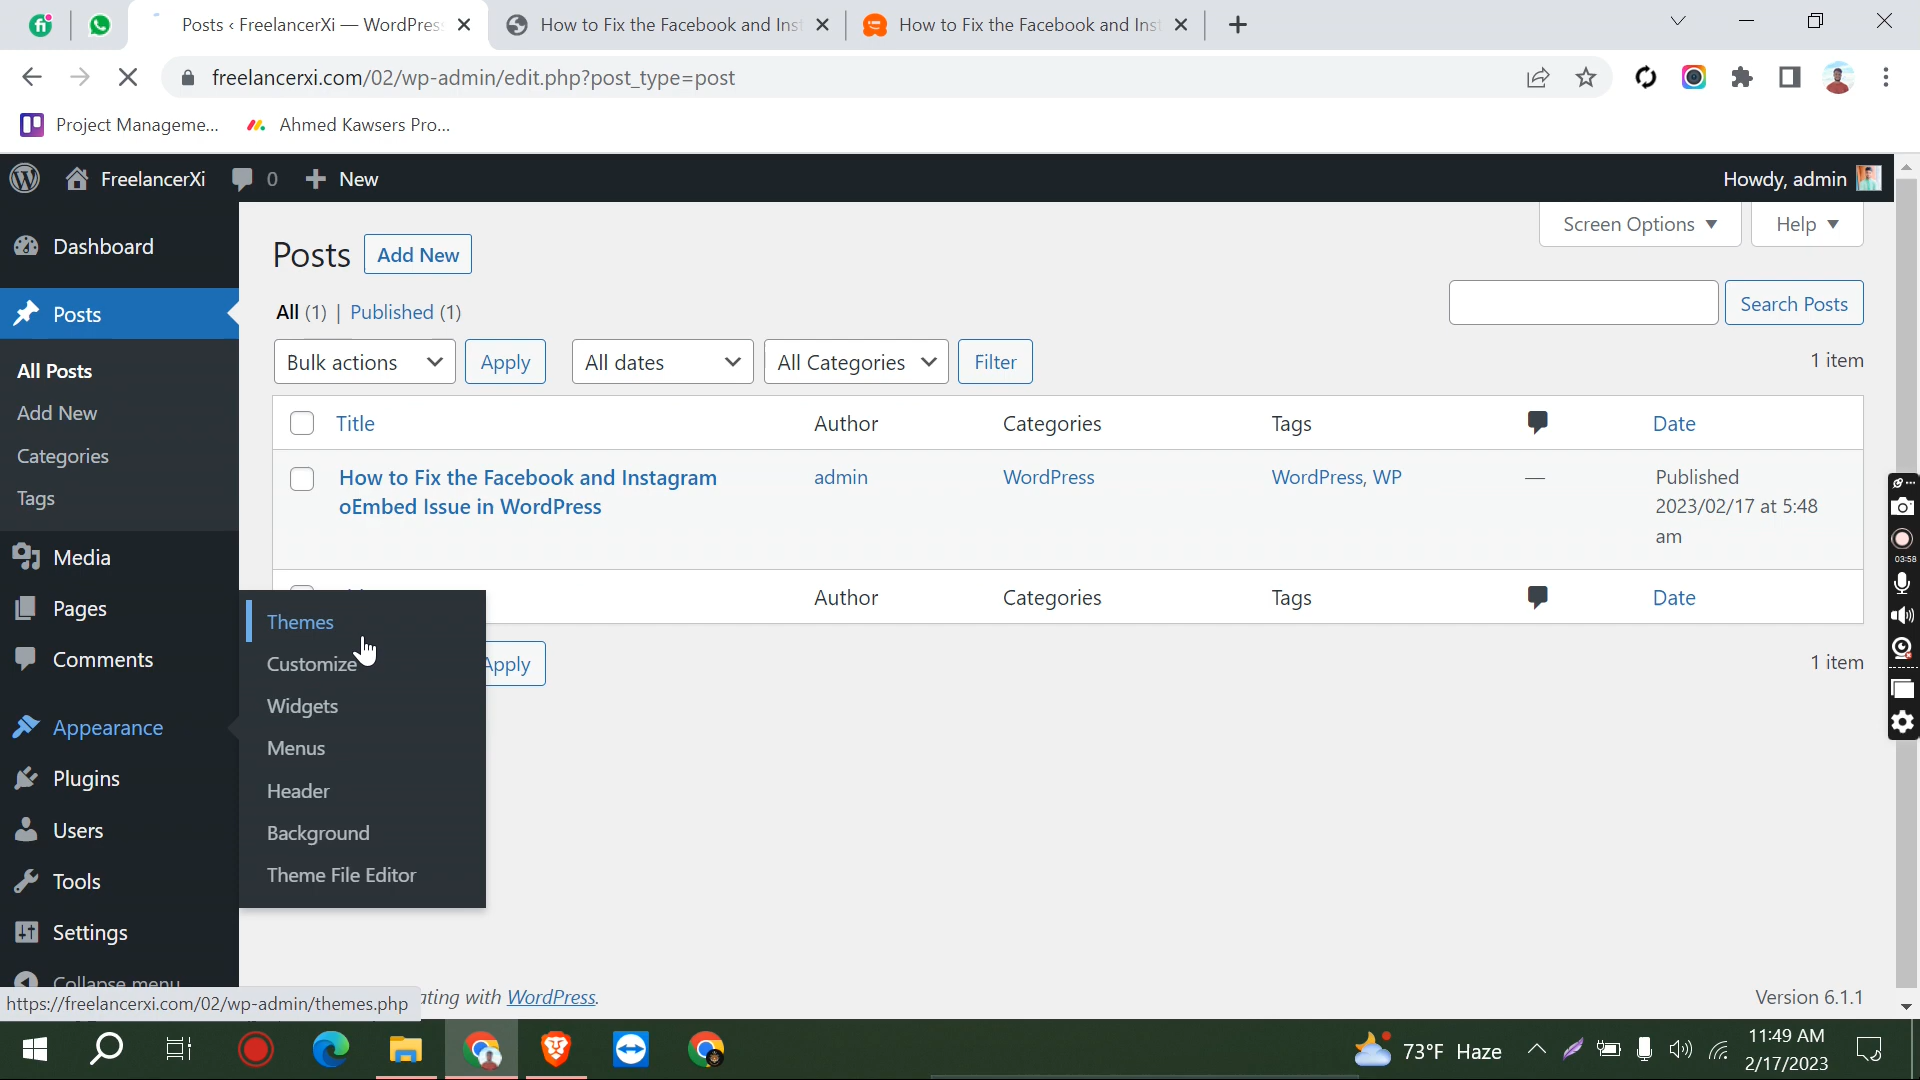 Posts ‹ FreelancerXi — WordPres
How to Fix the Facebook and Inst
How to Fix the Facebook and Inst
freelancerxi.com/02/wp-admin/edit.php?post_type=post
Project Manageme...
Ahmed Kawsers Pro...
FreelancerXi
0
New
Howdy, admin
Dashboard
Posts
All Posts
Add New
Categories
Tags
Media
Pages
Comments
Appearance
Plugins
Users
Tools
Settings
Collapse menu
Posts
Add New
Screen Options
Help
All (1) | Published (1)
Search Posts
Bulk actions
Apply
All dates
All Categories
Filter
1 item
Title
Author
Categories
Tags
Date
How to Fix the Facebook and Instagram
oEmbed Issue in WordPress
admin
WordPress
WordPress, WP
—
Published
2023/02/17 at 5:48
am
Author
Categories
Tags
Date
Apply
1 item
Themes
Customize
Widgets
Menus
Header
Background
Theme File Editor
ating with WordPress.
Version 6.1.1
https://freelancerxi.com/02/wp-admin/themes.php
03:58
73°F Haze
11:49 AM
2/17/2023